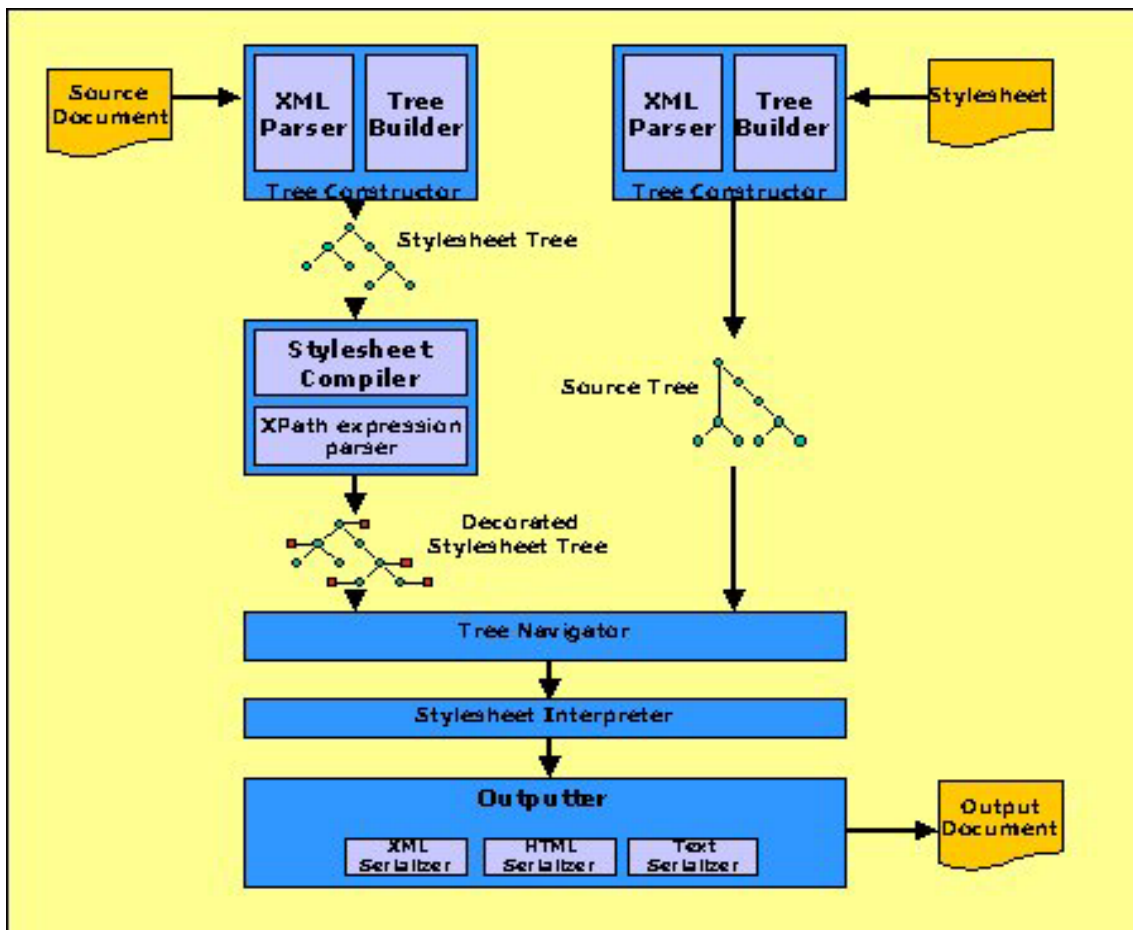 Source
Document
XML
Parser
Tree
Builder
Tree Constructor
XML
Parser
Tree
Builder
Tree Constructor
Stylesheet
Stylesheet Tree
Stylesheet
Compiler
XPath expression
parser
Source Tree
Decorated
Stylesheet Tree
Tree Navigator
Stylesheet Interpreter
Outputter
XML
Serializer
HTML
Serializer
Text
Serializer
Output
Document